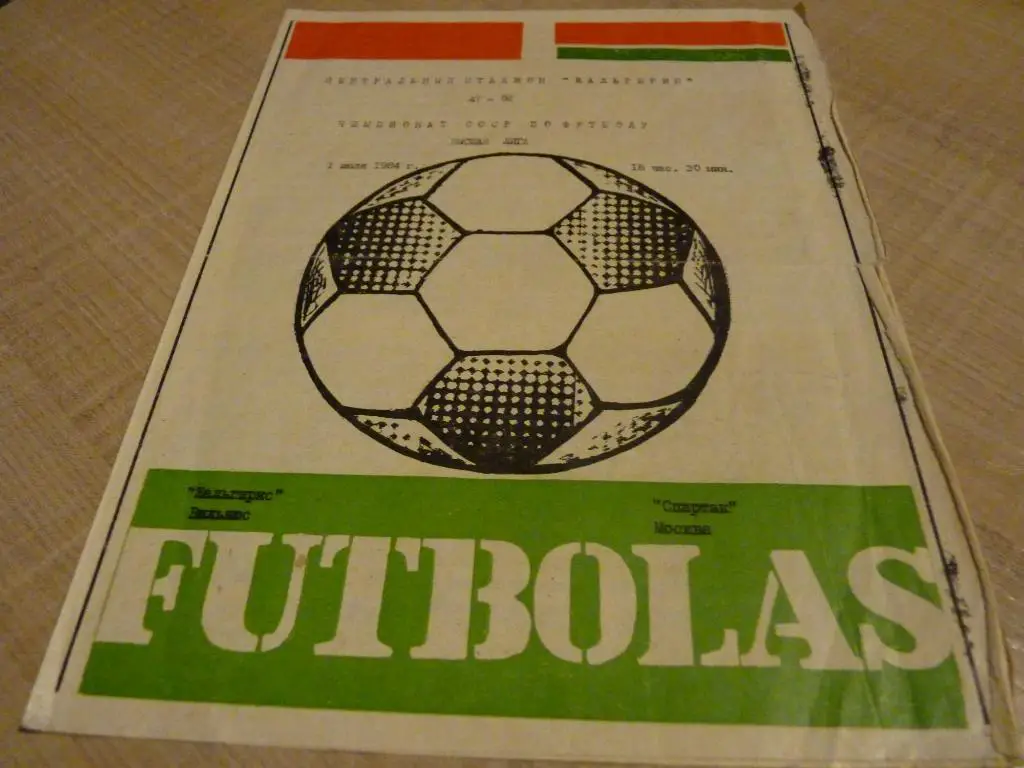 ЦЕНТРАЛЬНЫЙ СТАДИОН "ЖАЛЬГИРИС"
ЧЕМПИОНАТ СССР ПО ФУТБОЛУ
ВЫСШАЯ ЛИГА
1 июля 1984 г. 18 час. 30 мин.
"Жальгирис" "Спартак"
Вильнюс Москва
FUTBOLAS